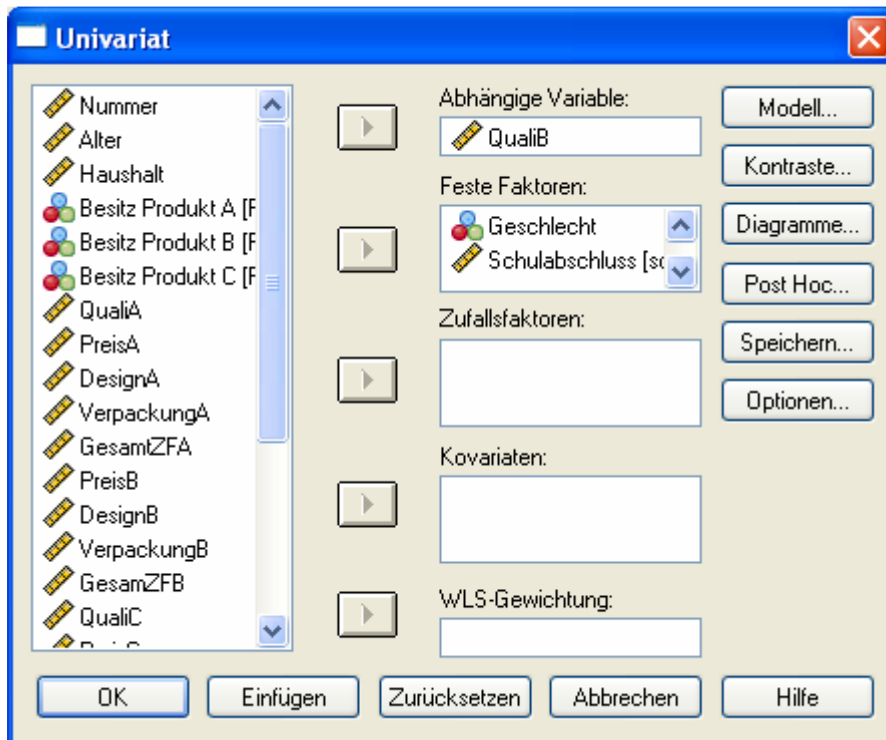 Univariat
Nummer
Alter
Haushalt
Besitz Produkt A [F
Besitz Produkt B [F
Besitz Produkt C [F
QualiA
PreisA
DesignA
VerpackungA
GesamtZFA
PreisB
DesignB
VerpackungB
GesamZFB
QualiC
Abhängige Variable:
QualiB
Feste Faktoren:
Geschlecht
Schulabschluss [sc
Zufallsfaktoren:
Kovariaten:
WLS-Gewichtung:
Modell...
Kontraste...
Diagramme...
Post Hoc...
Speichern...
Optionen...
OK
Einfügen
Zurücksetzen
Abbrechen
Hilfe